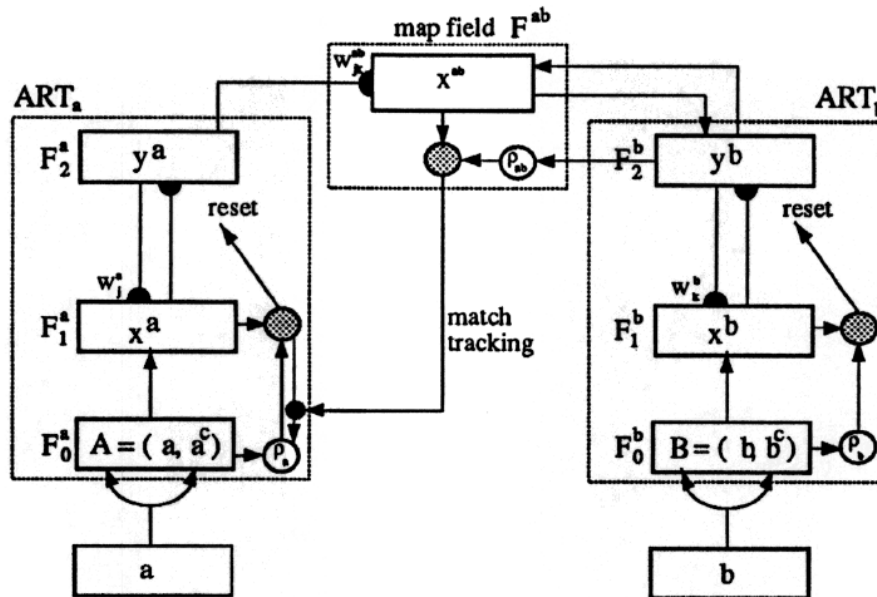 map field F^ab
w_jk^ab
x^ab
ART_a
ART_b
F_2^a
y^a
ρ_ab
F_2^b
y^b
reset
reset
w_j^a
w_k^b
F_1^a
x^a
match
tracking
F_1^b
x^b
F_0^a
A = ( a, a^c)
ρ_a
F_0^b
B = ( b, b^c)
ρ_b
a
b